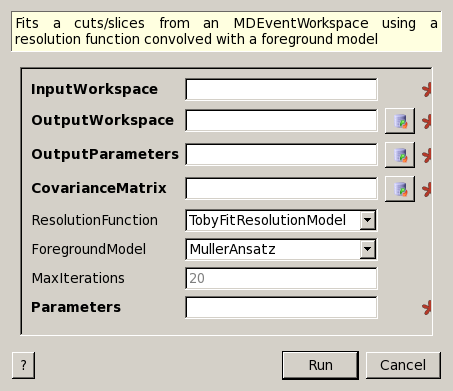 Fits a cuts/slices from an MDEventWorkspace using a
resolution function convolved with a foreground model
InputWorkspace
OutputWorkspace
OutputParameters
CovarianceMatrix
ResolutionFunction TobyFitResolutionModel
ForegroundModel MullerAnsatz
MaxIterations 20
Parameters
? Run Cancel